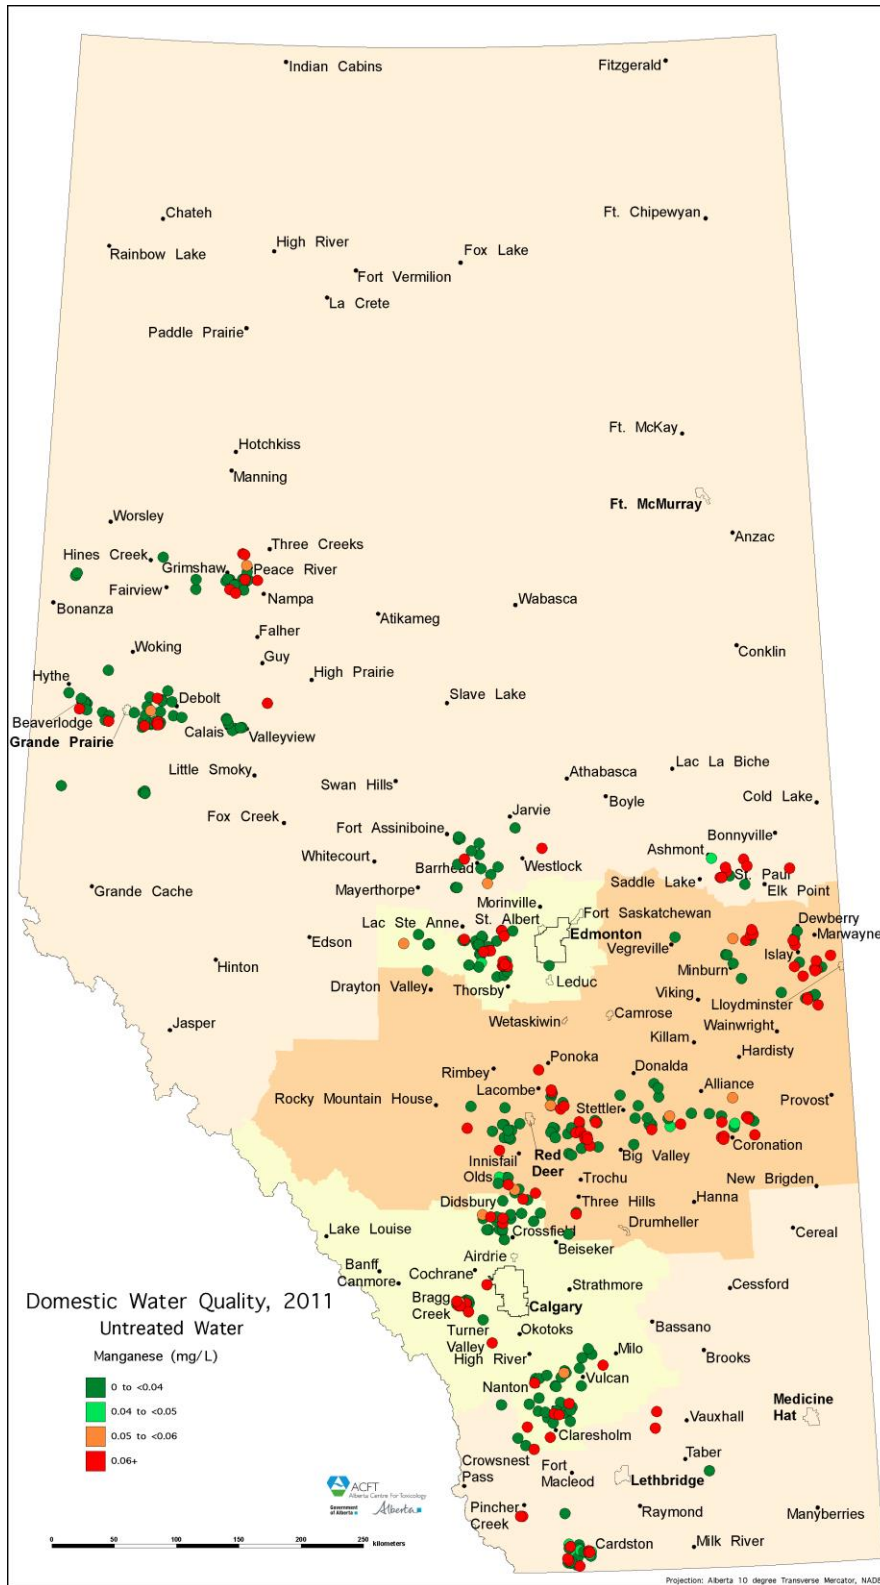 Indian Cabins
Fitzgerald
Chateh
Ft. Chipewyan
Rainbow Lake
High River
Fox Lake
Fort Vermilion
La Crete
Paddle Prairie
Ft. McKay
Hotchkiss
Manning
Ft. McMurray
Worsley
Anzac
Hines Creek
Three Creeks
Grimshaw
Peace River
Fairview
Nampa
Bonanza
Wabasca
Atikameg
Falher
Woking
Conklin
Guy
Hythe
High Prairie
Debolt
Slave Lake
Beaverlodge
Calais
Valleyview
Grande Prairie
Little Smoky
Lac La Biche
Swan Hills
Athabasca
Boyle
Cold Lake
Fox Creek
Jarvie
Fort Assiniboine
Bonnyville
Ashmont
Whitecourt
Barrhead
Westlock
St. Paul
Saddle Lake
Elk Point
Grande Cache
Mayerthorpe
Morinville
Lac Ste Anne
St. Albert
Fort Saskatchewan
Dewberry
Edmonton
Marwayne
Edson
Vegreville
Islay
Hinton
Minburn
Leduc
Drayton Valley
Thorsby
Viking
Lloydminster
Jasper
Wetaskiwin
Camrose
Wainwright
Killam
Hardisty
Ponoka
Rimbey
Donalda
Lacombe
Alliance
Rocky Mountain House
Stettler
Provost
Coronation
Red
Deer
Innisfail
Big Valley
Olds
Trochu
New Brigden
Didsbury
Three Hills
Hanna
Lake Louise
Crossfield
Drumheller
Cereal
Beiseker
Airdrie
Banff
Canmore
Cochrane
Strathmore
Cessford
Bragg
Creek
Calgary
Turner
Valley
Okotoks
Bassano
High River
Milo
Brooks
Nanton
Vulcan
Medicine
Hat
Vauxhall
Claresholm
Crowsnest
Pass
Fort
Macleod
Taber
Lethbridge
Pincher
Creek
Raymond
Manyberries
Cardston
Milk River
Domestic Water Quality, 2011
Untreated Water
Manganese (mg/L)
0 to <0.04
0.04 to <0.05
0.05 to <0.06
0.06+
ACFT
Alberta Centre For Toxicology
Government
of Alberta
Alberta
0 50 100 150 200 250
kilometers
Projection: Alberta 10 degree Transverse Mercator, NAD8